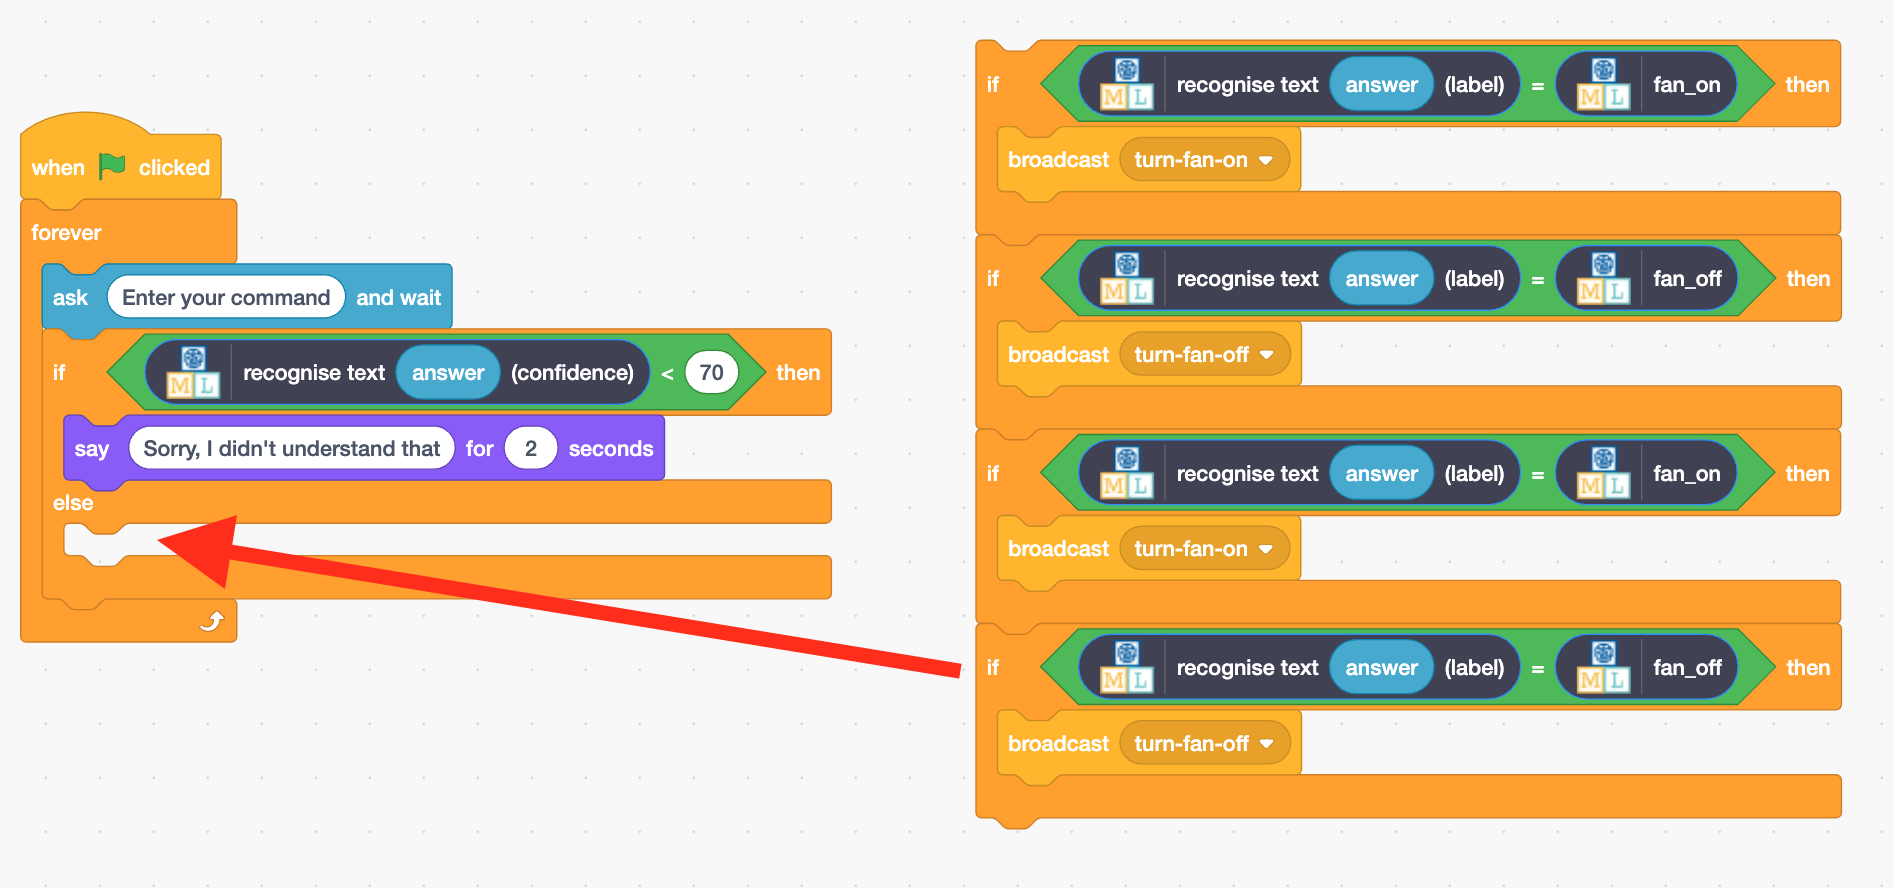 when clicked
forever
ask Enter your command and wait
if ML recognise text answer (confidence) < 70 then
say Sorry, I didn't understand that for 2 seconds
else
if ML recognise text answer (label) = ML fan_on then
broadcast turn-fan-on
if ML recognise text answer (label) = ML fan_off then
broadcast turn-fan-off
if ML recognise text answer (label) = ML fan_on then
broadcast turn-fan-on
if ML recognise text answer (label) = ML fan_off then
broadcast turn-fan-off